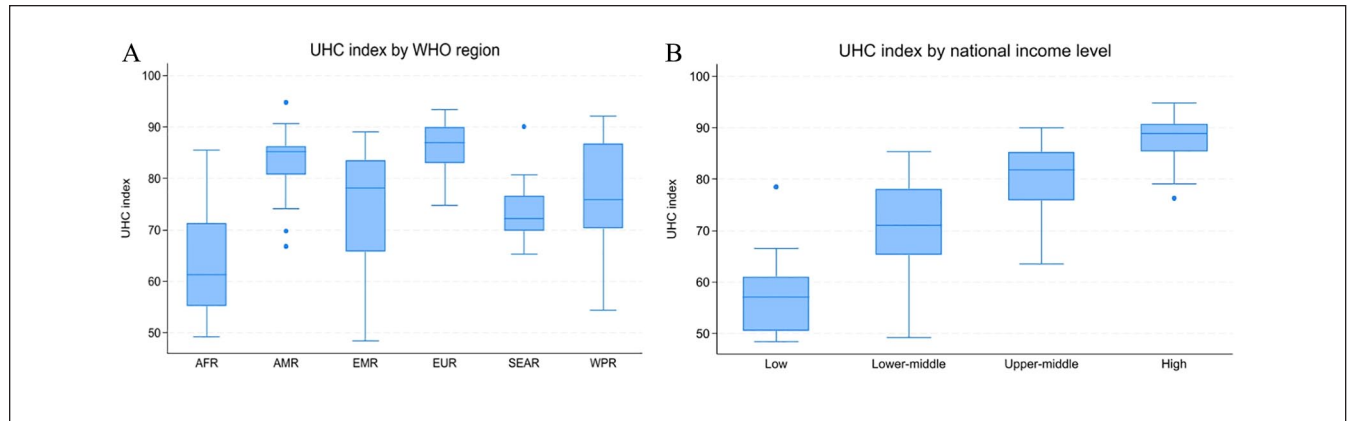 A
UHC index by WHO region
UHC index
100
90
80
70
60
50
AFR AMR EMR EUR SEAR WPR
B
UHC index by national income level
UHC index
100
90
80
70
60
50
Low Lower-middle Upper-middle High